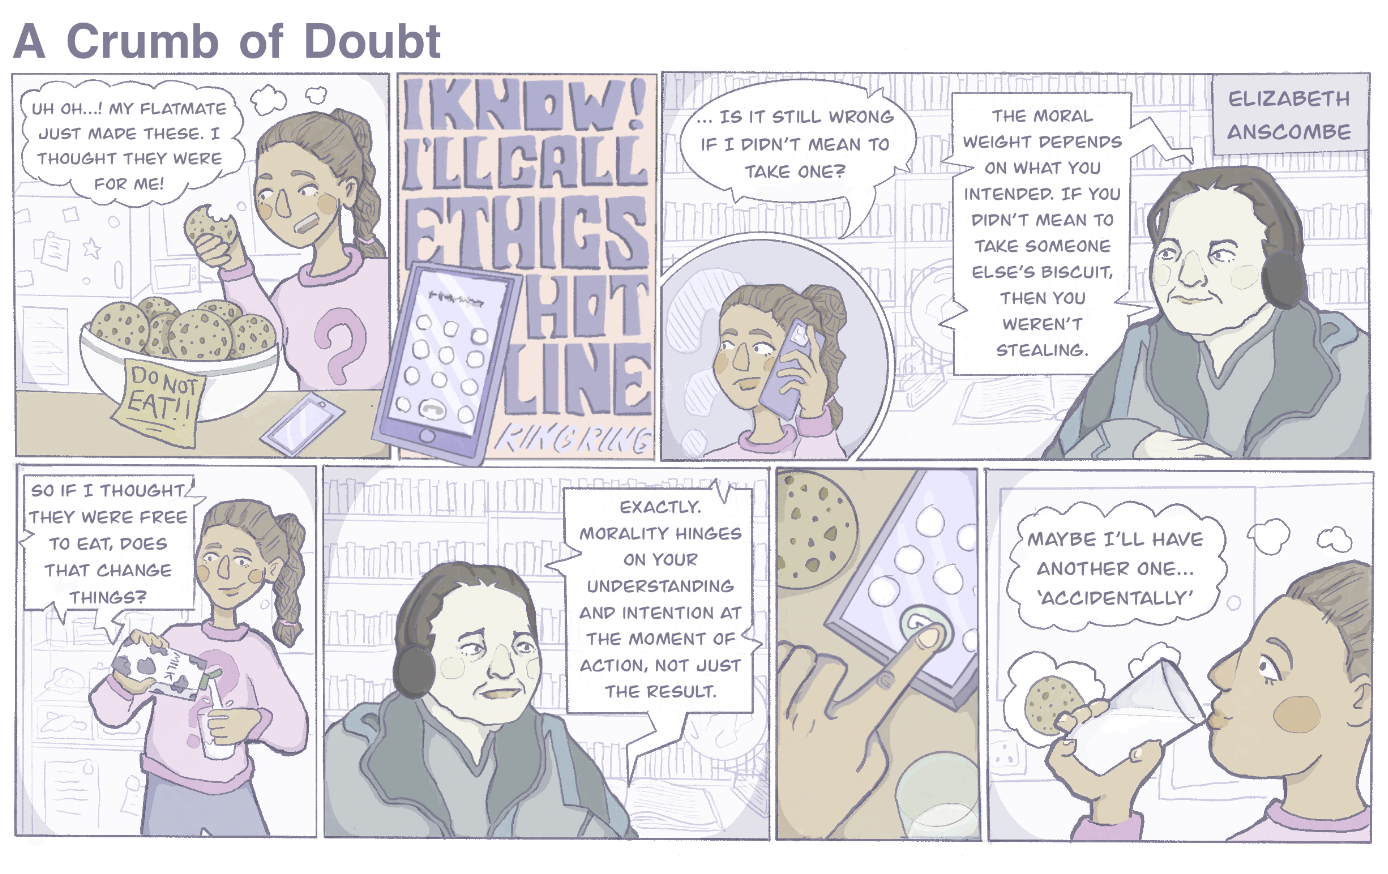 A Crumb of Doubt
UH OH...! MY FLATMATE
JUST MADE THESE. I
THOUGHT THEY WERE
FOR ME!
DO NOT
EAT!!
I KNOW!
I'LL CALL
ETHICS
HOT
LINE
RING RING
... IS IT STILL WRONG
IF I DIDN'T MEAN TO
TAKE ONE?
THE MORAL
WEIGHT DEPENDS
ON WHAT YOU
INTENDED. IF YOU
DIDN'T MEAN TO
TAKE SOMEONE
ELSE'S BISCUIT,
THEN YOU
WEREN'T
STEALING.
ELIZABETH
ANSCOMBE
SO IF I THOUGHT
THEY WERE FREE
TO EAT, DOES
THAT CHANGE
THINGS?
MILK
EXACTLY.
MORALITY HINGES
ON YOUR
UNDERSTANDING
AND INTENTION AT
THE MOMENT OF
ACTION, NOT JUST
THE RESULT.
MAYBE I'LL HAVE
ANOTHER ONE...
'ACCIDENTALLY'